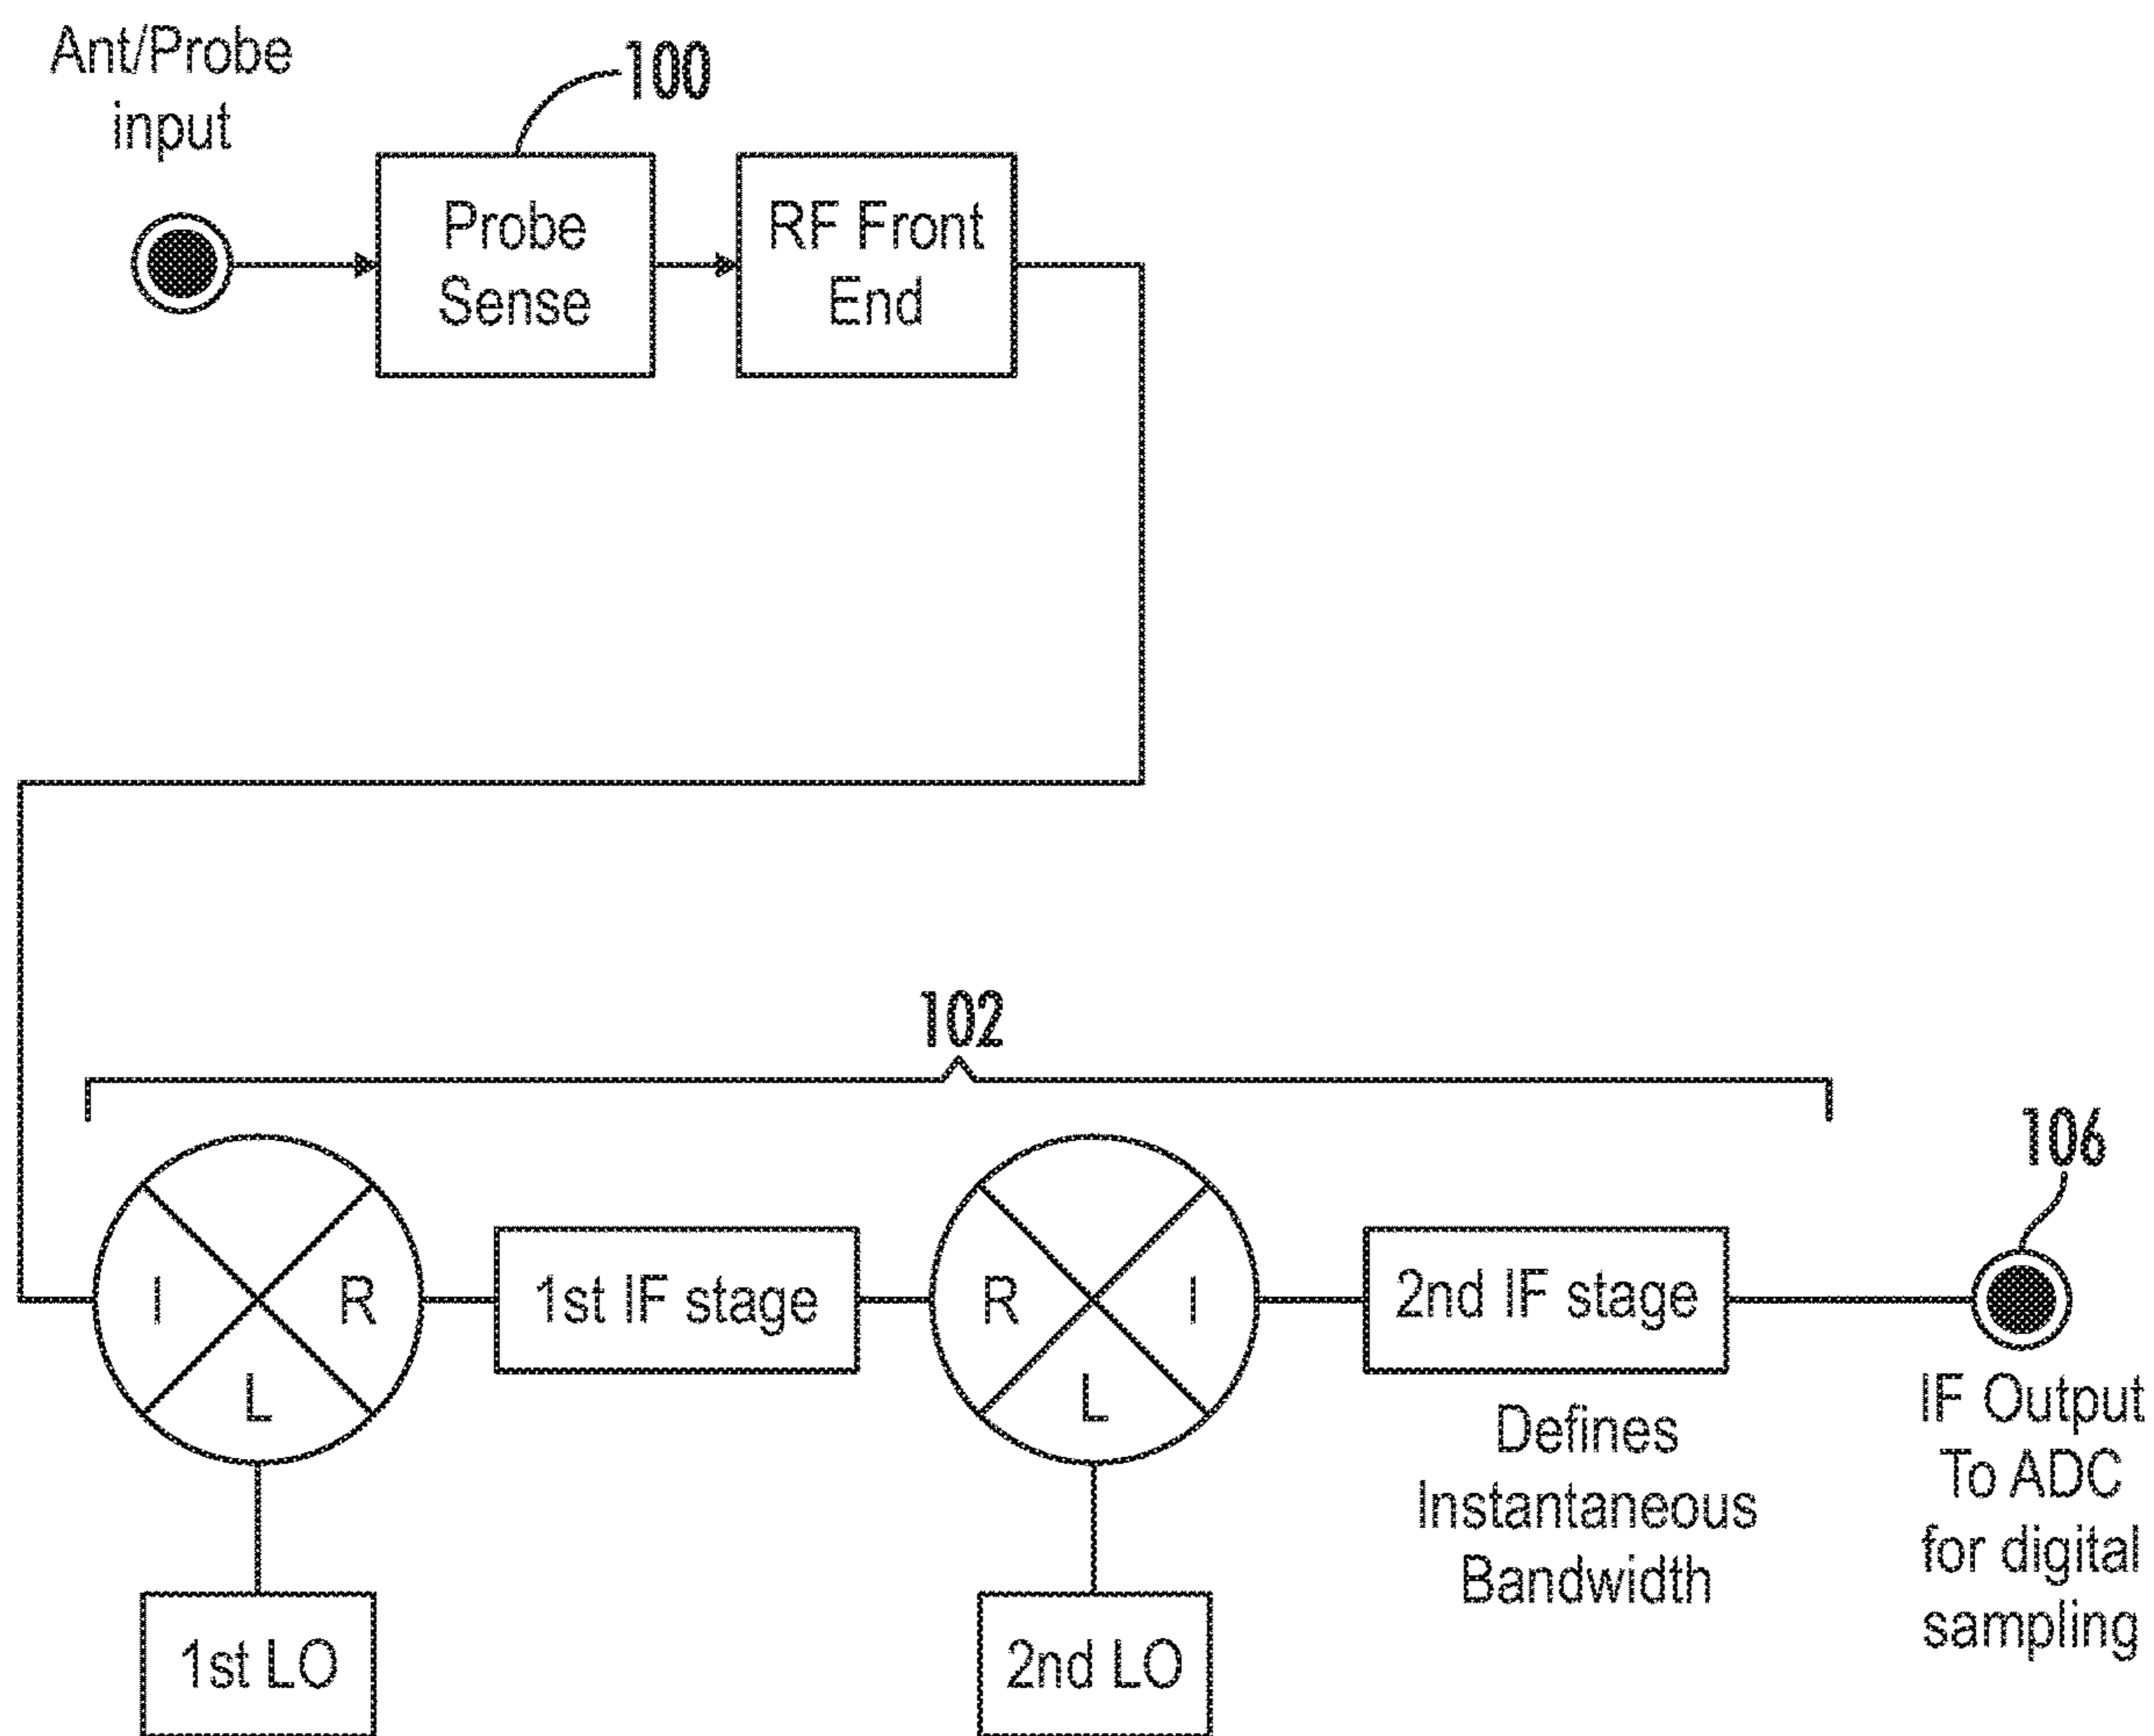 Ant/Probe
input
100
Probe
Sense
RF Front
End
102
106
I
R
L
1st IF stage
R
I
L
2nd IF stage
Defines
Instantaneous
Bandwidth
IF Output
To ADC
for digital
sampling
1st LO
2nd LO